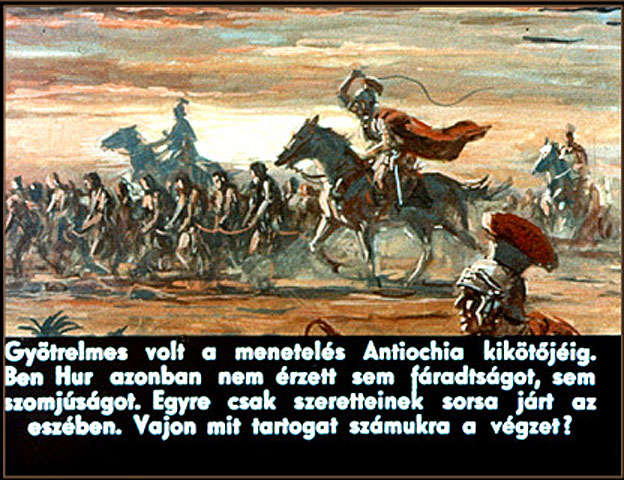 Gyötrelmes volt a menetelés Antiochia kikötőjéig.
Ben Hur azonban nem érzett sem fáradtságot, sem
szomjúságot. Egyre csak szeretteinek sorsa járt az
eszében. Vajon mit tartogat számukra a végzet?